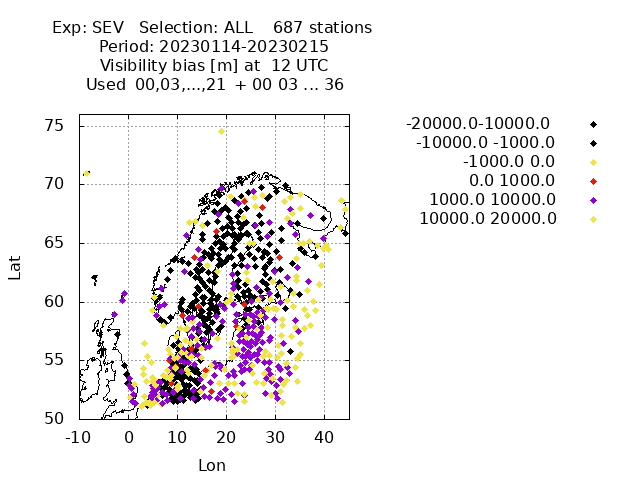 Exp: SEV   Selection: ALL    687 stations
Period: 20230114-20230215
Visibility bias [m] at  12 UTC
Used  00,03,...,21  + 00 03 ... 36
-20000.0-10000.0
-10000.0 -1000.0
-1000.0 0.0
0.0 1000.0
1000.0 10000.0
10000.0 20000.0
75
70
65
60
55
50
Lat
-10 0 10 20 30 40
Lon